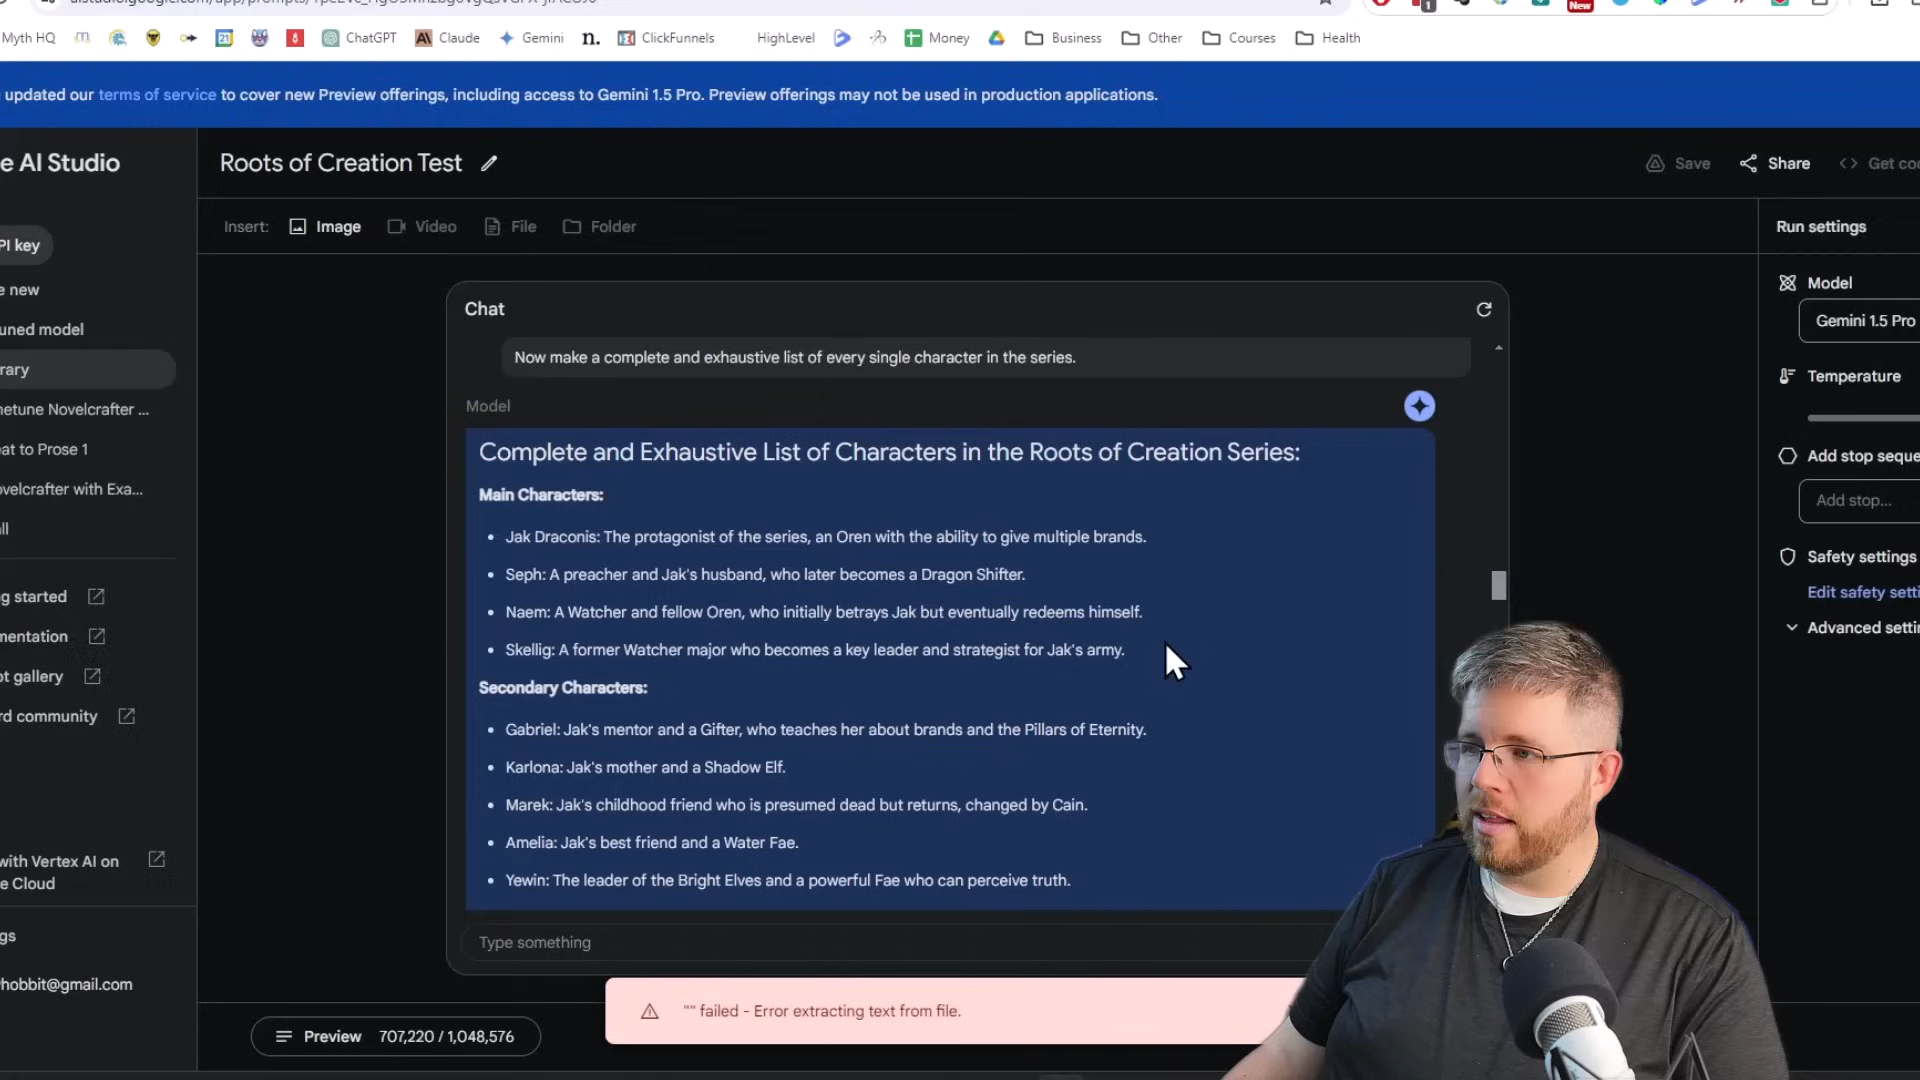 Myth HQ
21
8
ChatGPT
AI Claude
Gemini
n.
ClickFunnels
HighLevel
Money
Business
Other
Courses
Health
1
New
updated our terms of service to cover new Preview offerings, including access to Gemini 1.5 Pro. Preview offerings may not be used in production applications.
e AI Studio
Roots of Creation Test
Save
Share
Get co
Insert:
Image
Video
File
Folder
Run settings
PI key
e new
uned model
rary
netune Novelcrafter ...
eat to Prose 1
ovelcrafter with Exa...
ll
Chat
Now make a complete and exhaustive list of every single character in the series.
Model
Complete and Exhaustive List of Characters in the Roots of Creation Series:
Main Characters:
• Jak Draconis: The protagonist of the series, an Oren with the ability to give multiple brands.
• Seph: A preacher and Jak's husband, who later becomes a Dragon Shifter.
• Naem: A Watcher and fellow Oren, who initially betrays Jak but eventually redeems himself.
• Skellig: A former Watcher major who becomes a key leader and strategist for Jak's army.
Secondary Characters:
• Gabriel: Jak's mentor and a Gifter, who teaches her about brands and the Pillars of Eternity.
• Karlona: Jak's mother and a Shadow Elf.
• Marek: Jak's childhood friend who is presumed dead but returns, changed by Cain.
• Amelia: Jak's best friend and a Water Fae.
• Yewin: The leader of the Bright Elves and a powerful Fae who can perceive truth.
Type something
Model
Gemini 1.5 Pro
Temperature
Add stop seque
Add stop...
Safety settings
Edit safety setti
Advanced settin
g started
mentation
pt gallery
rd community
with Vertex AI on
e Cloud
gs
hobbit@gmail.com
"" failed - Error extracting text from file.
Preview 707,220 / 1,048,576